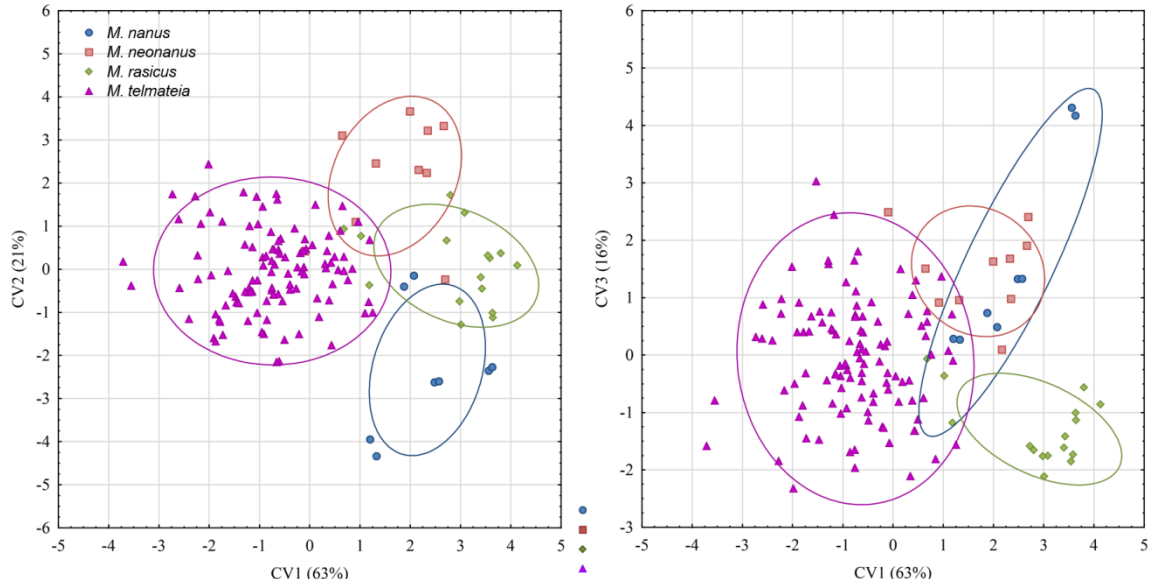 M. nanus
M. neonanus
M. rasicus
M. telmateia
CV2 (21%)
6
5
4
3
2
1
0
-1
-2
-3
-4
-5
-6
-5 -4 -3 -2 -1 0 1 2 3 4 5
CV1 (63%)
CV3 (16%)
6
5
4
3
2
1
0
-1
-2
-3
-5 -4 -3 -2 -1 0 1 2 3 4 5
CV1 (63%)